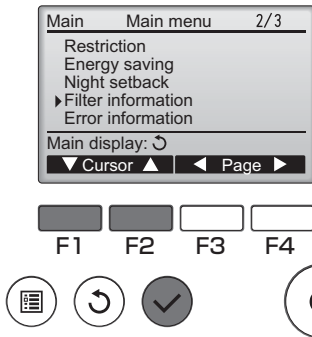 Main Main menu 2/3
Restriction
Energy saving
Night setback
Filter information
Error information
Main display:
Cursor Page
F1 F2 F3 F4